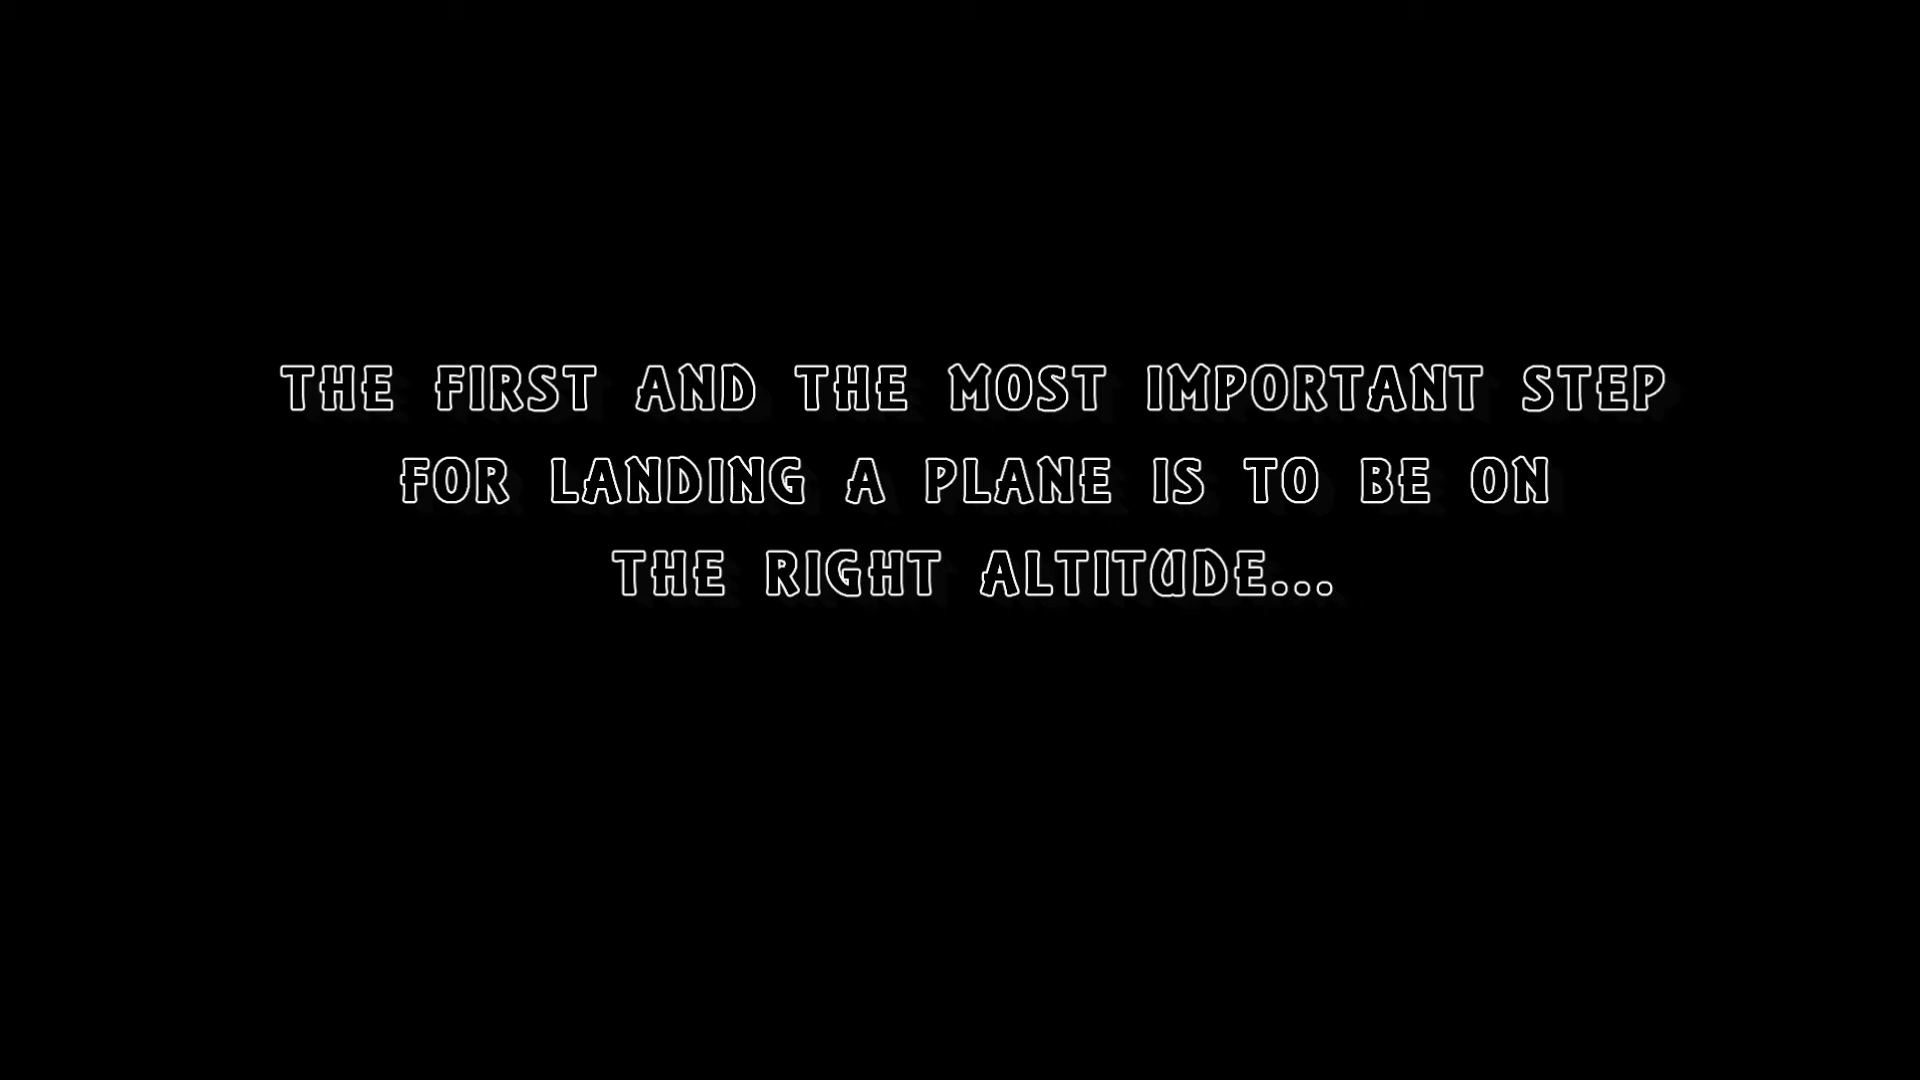 THE FIRST AND THE MOST IMPORTANT STEP
FOR LANDING A PLANE IS TO BE ON
THE RIGHT ALTITUDE...